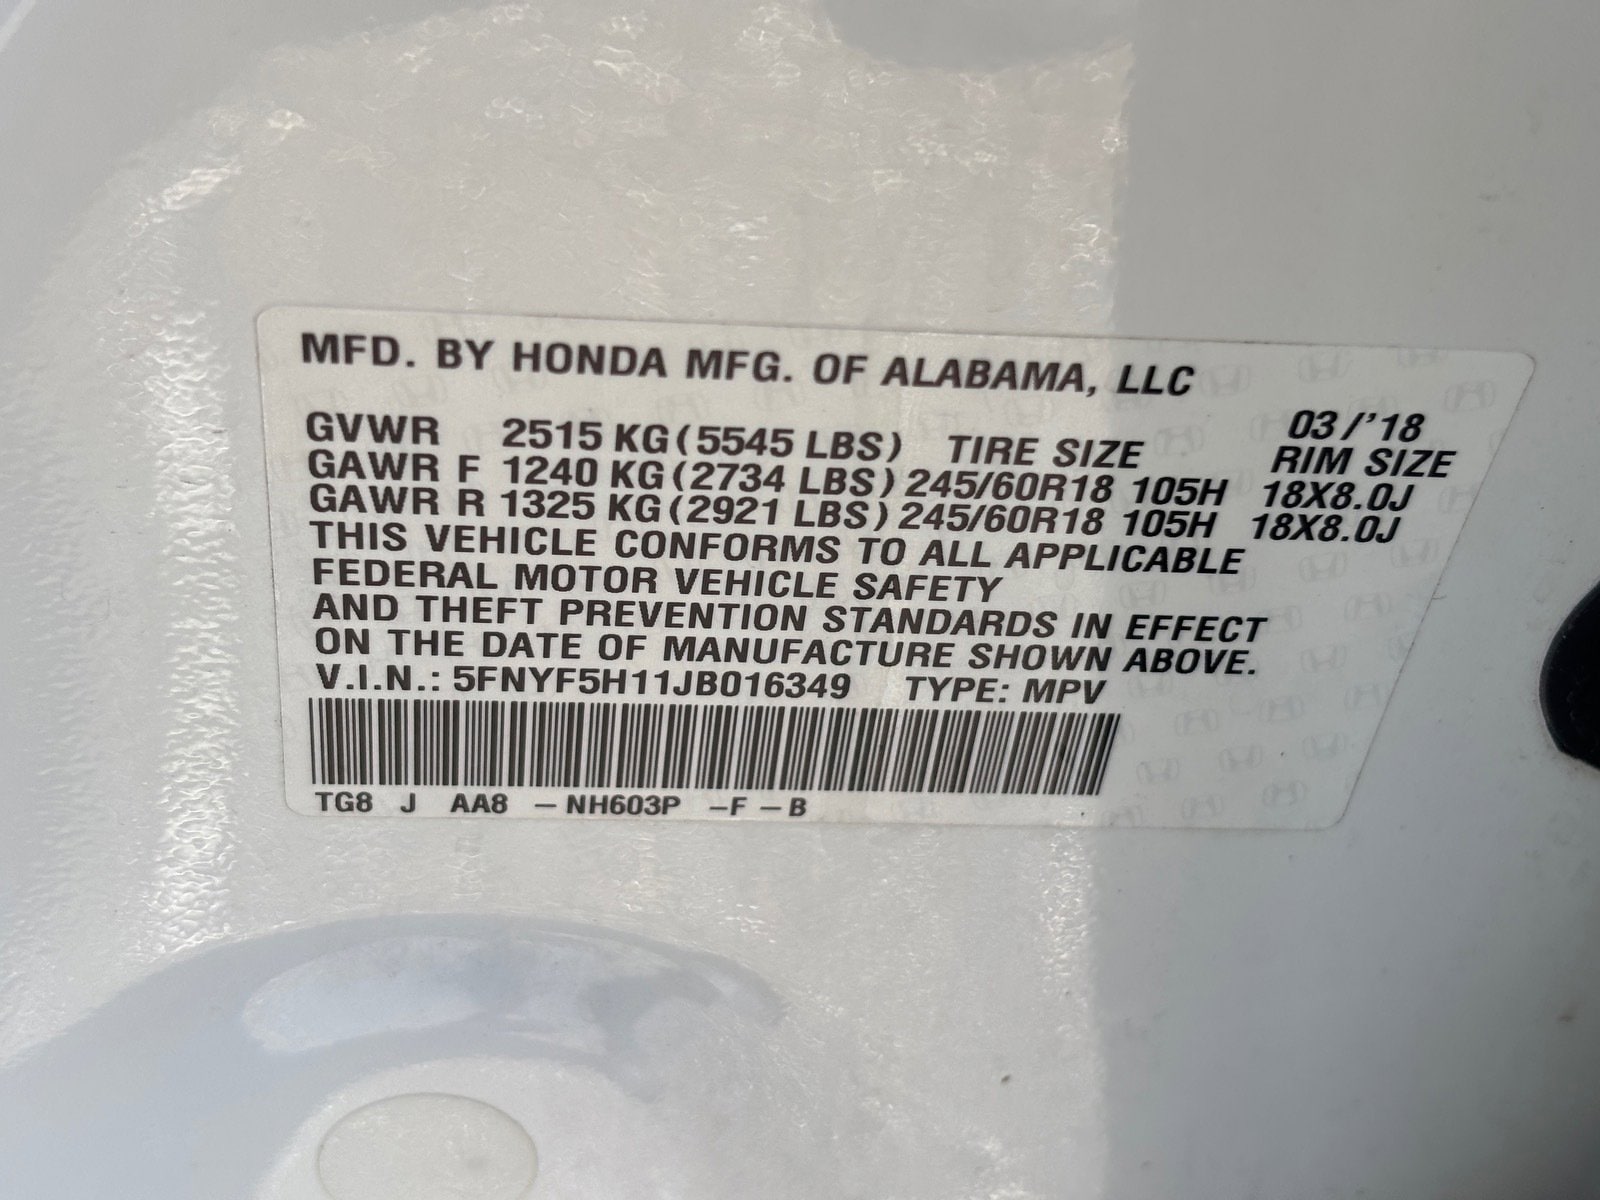 MFD. BY HONDA MFG. OF ALABAMA, LLC
03/'18
GVWR 2515 KG (5545 LBS) TIRE SIZE RIM SIZE
GAWR F 1240 KG (2734 LBS) 245/60R18 105H 18X8.0J
GAWR R 1325 KG (2921 LBS) 245/60R18 105H 18X8.0J
THIS VEHICLE CONFORMS TO ALL APPLICABLE
FEDERAL MOTOR VEHICLE SAFETY
AND THEFT PREVENTION STANDARDS IN EFFECT
ON THE DATE OF MANUFACTURE SHOWN ABOVE.
V.I.N.: 5FNYF5H11JB016349 TYPE: MPV
TG8 J AA8 – NH603P –F – B